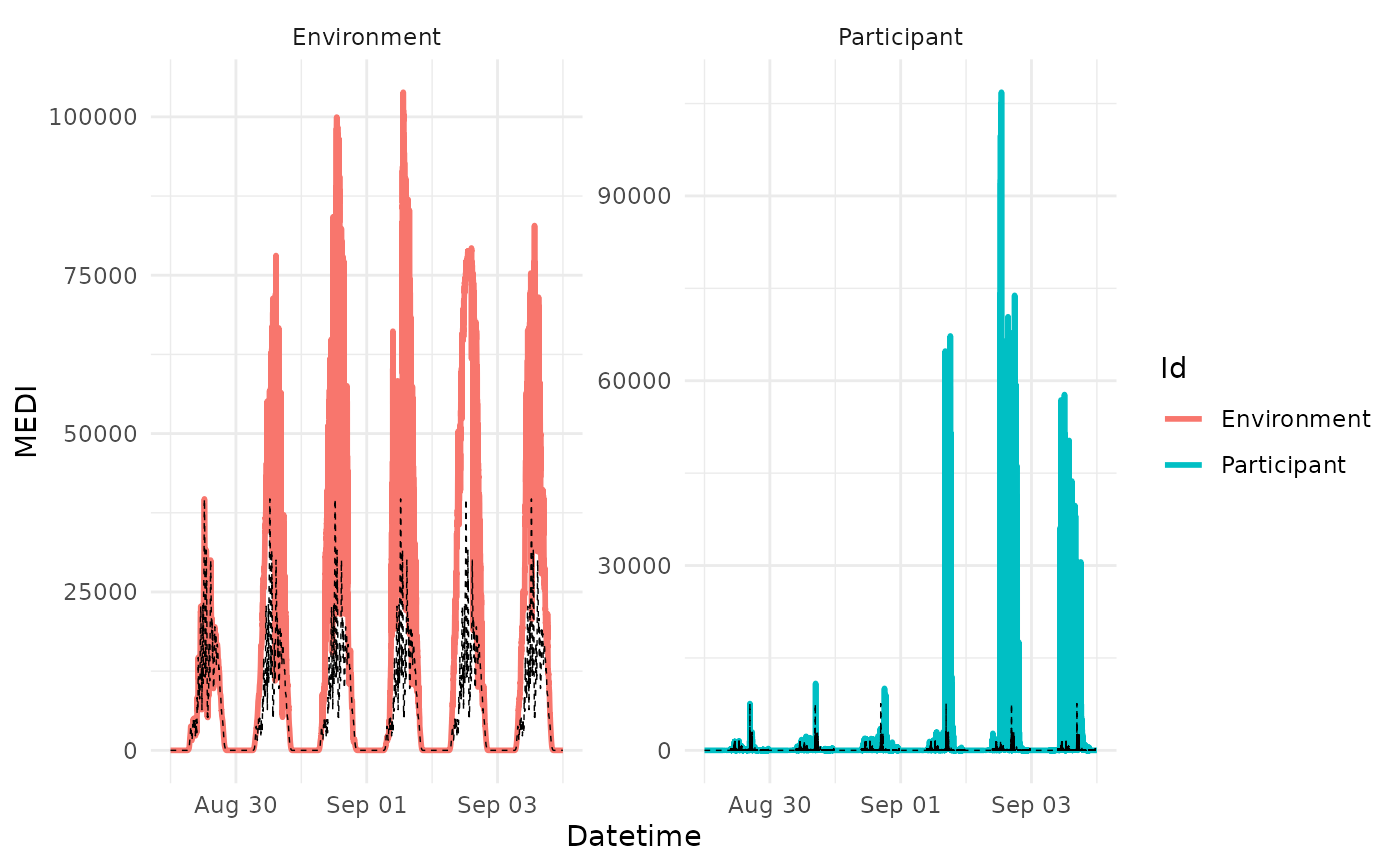 Environment
Participant
MEDI
100000
75000
50000
25000
0
90000
60000
30000
0
Aug 30
Sep 01
Sep 03
Aug 30
Sep 01
Sep 03
Datetime
Id
Environment
Participant